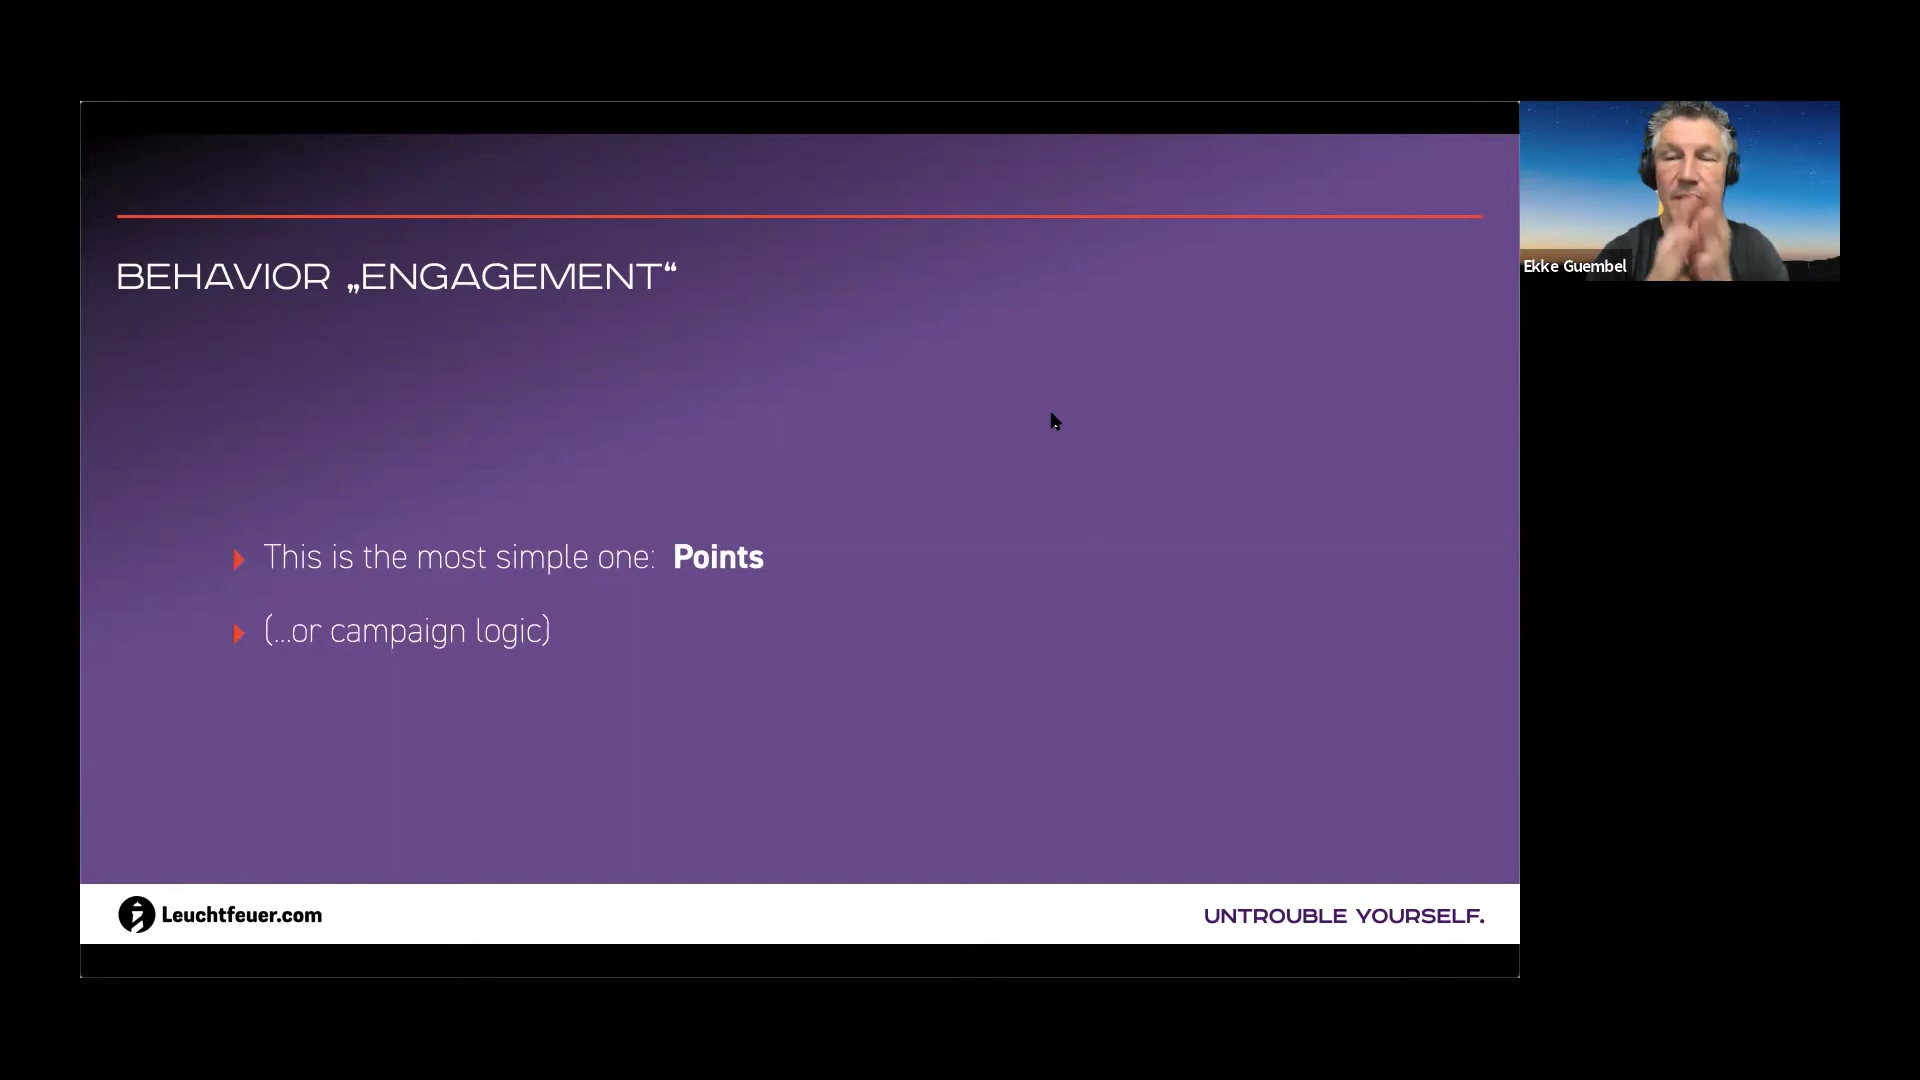 BEHAVIOR „ENGAGEMENT“
Ekke Guembel
This is the most simple one: Points
(...or campaign logic)
Leuchtfeuer.com
UNTROUBLE YOURSELF.